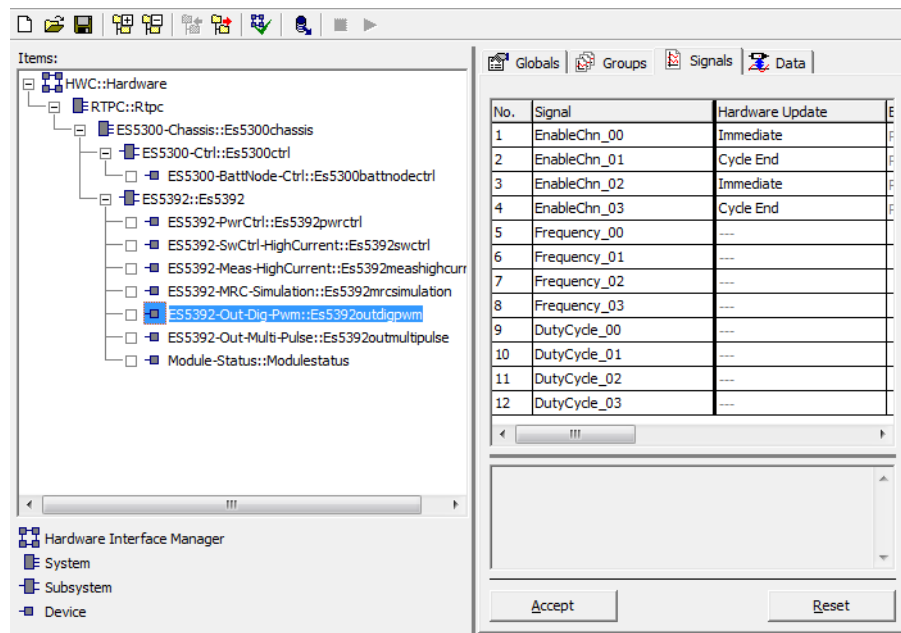 Items:
HWC::Hardware
RTPC::Rtpc
ES5300-Chassis::Es5300chassis
ES5300-Ctrl::Es5300ctrl
ES5300-BattNode-Ctrl::Es5300battnodectrl
ES5392::Es5392
ES5392-PwrCtrl::Es5392pwrctrl
ES5392-SwCtrl-HighCurrent::Es5392swctrl
ES5392-Meas-HighCurrent::Es5392meashighcurr
ES5392-MRC-Simulation::Es5392mrcsimulation
ES5392-Out-Dig-Pwm::Es5392outdigpwm
ES5392-Out-Multi-Pulse::Es5392outmultipulse
Module-Status::Modulestatus
Hardware Interface Manager
System
Subsystem
Device
Globals Groups Signals Data
No. Signal Hardware Update
1 EnableChn_00 Immediate
2 EnableChn_01 Cycle End
3 EnableChn_02 Immediate
4 EnableChn_03 Cycle End
5 Frequency_00 ---
6 Frequency_01 ---
7 Frequency_02 ---
8 Frequency_03 ---
9 DutyCycle_00 ---
10 DutyCycle_01 ---
11 DutyCycle_02 ---
12 DutyCycle_03 ---
Accept Reset